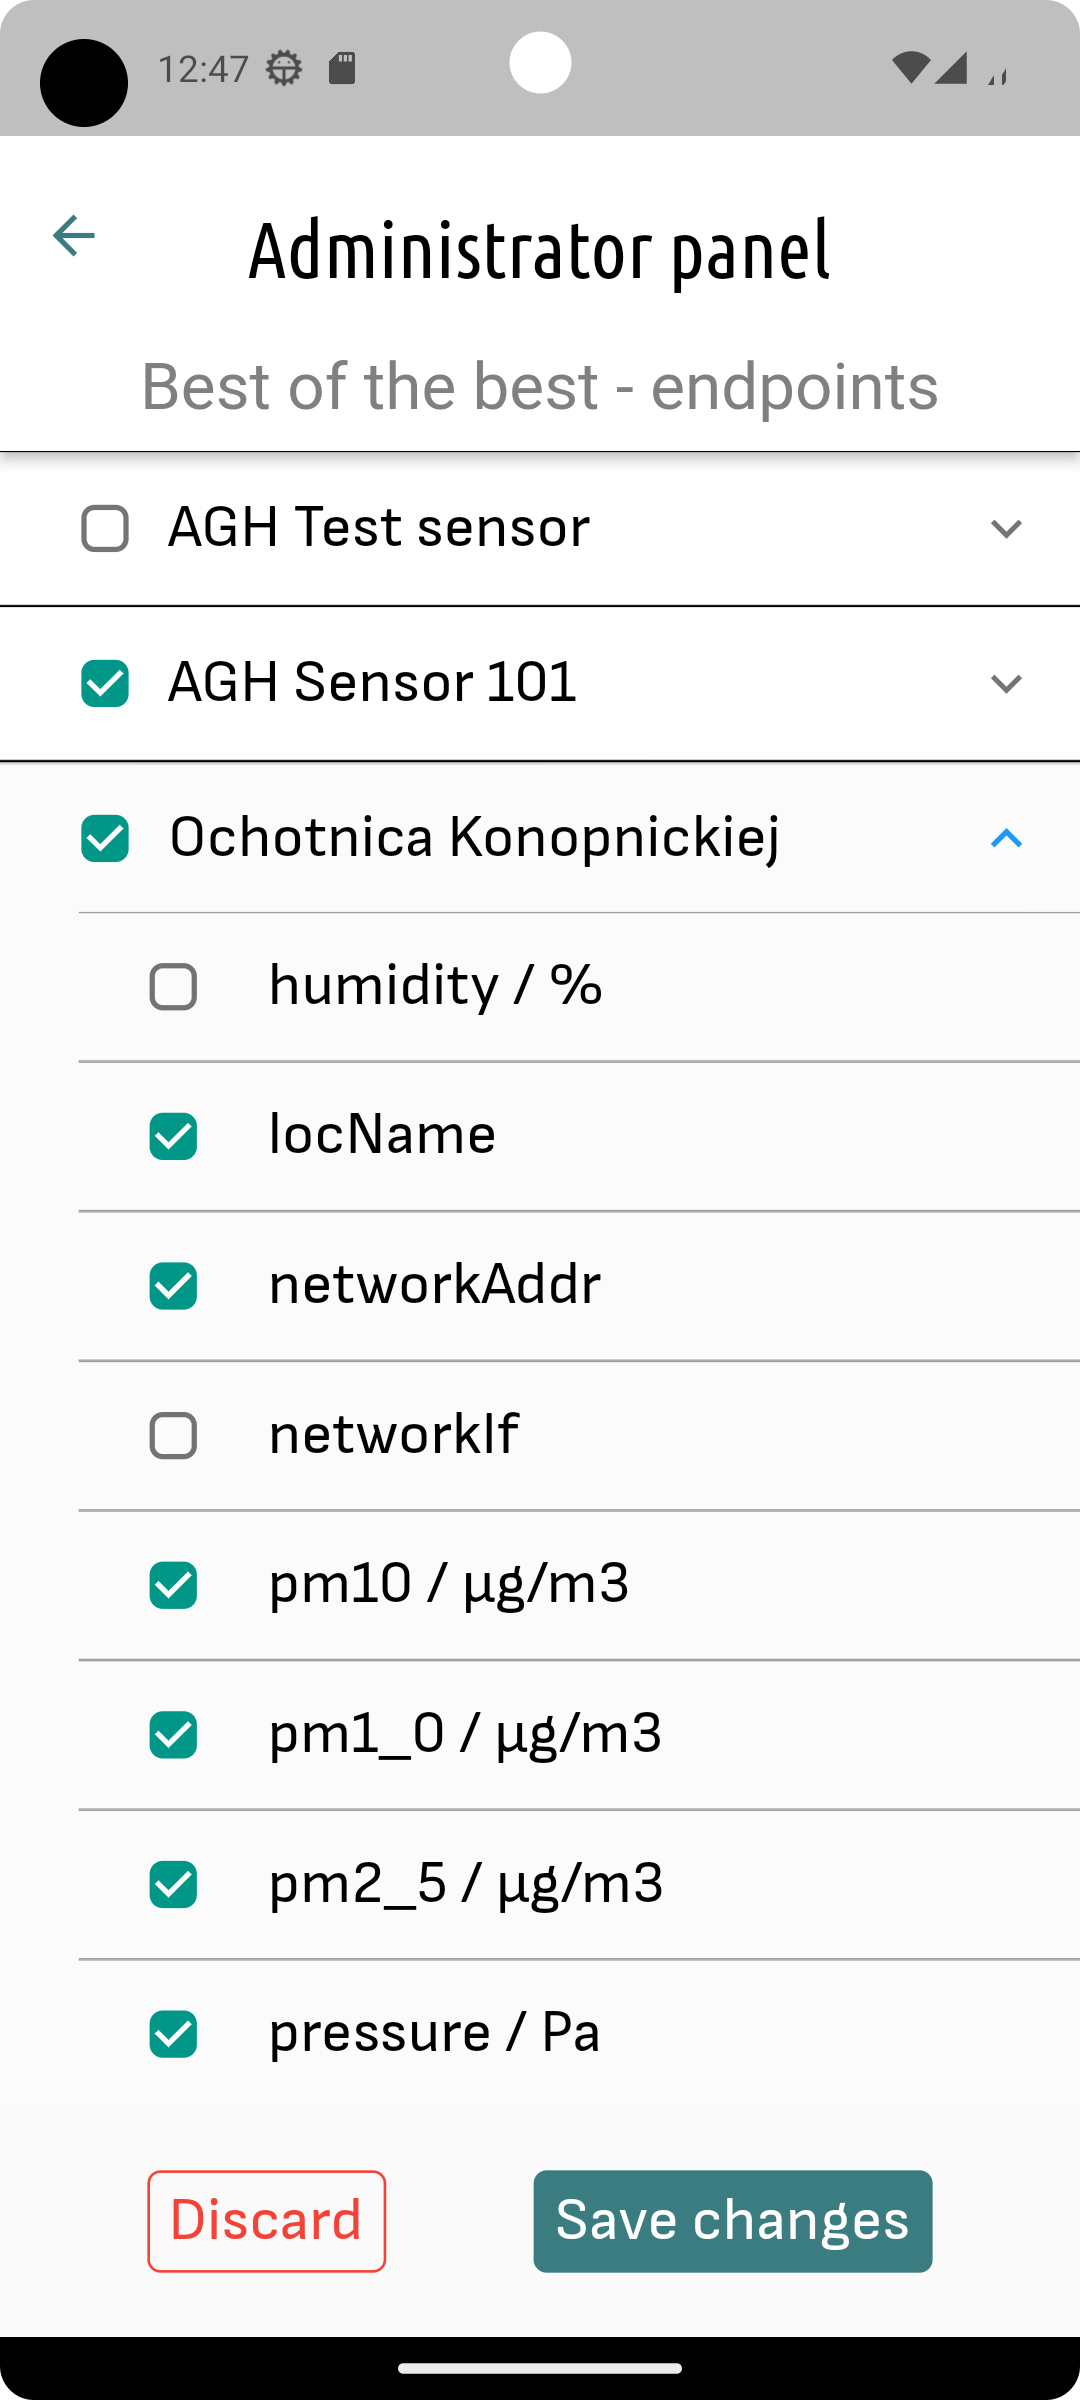 12:47
Administrator panel
Best of the best - endpoints
AGH Test sensor
AGH Sensor 101
Ochotnica Konopnickiej
humidity / %
locName
networkAddr
networkIf
pm10 / µg/m3
pm1_0 / µg/m3
pm2_5 / µg/m3
pressure / Pa
Discard
Save changes